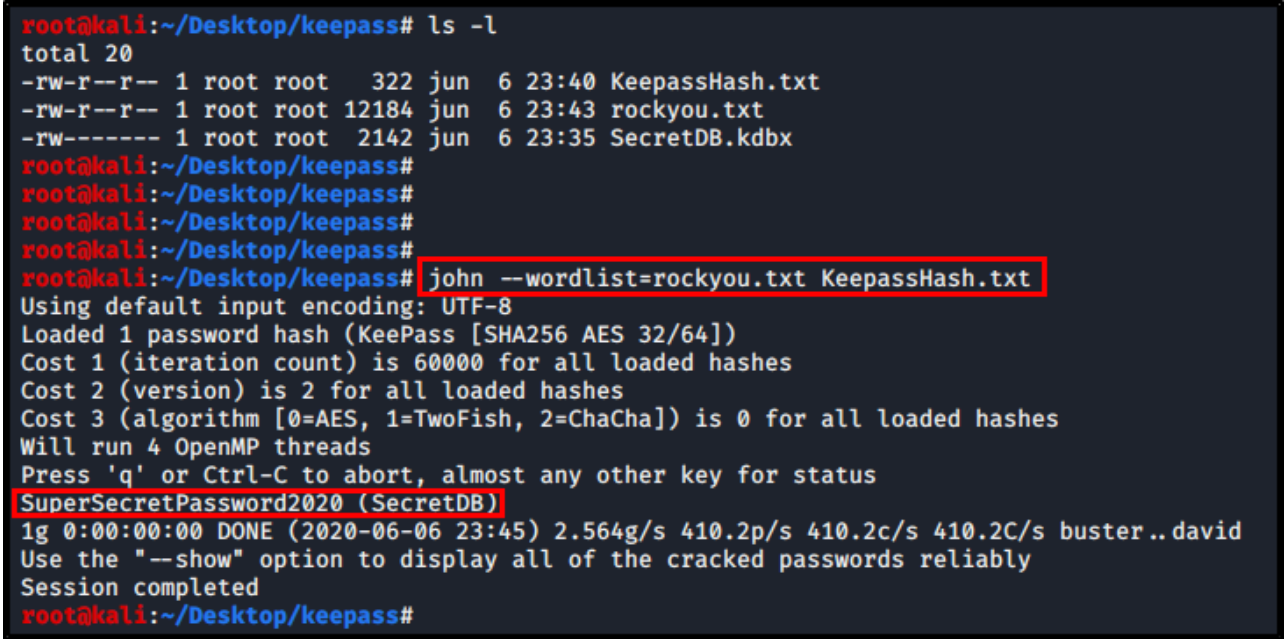 root@kali:~/Desktop/keepass# ls -l
total 20
-rw-r--r-- 1 root root   322 jun  6 23:40 KeepassHash.txt
-rw-r--r-- 1 root root 12184 jun  6 23:43 rockyou.txt
-rw------- 1 root root  2142 jun  6 23:35 SecretDB.kdbx
root@kali:~/Desktop/keepass#
root@kali:~/Desktop/keepass#
root@kali:~/Desktop/keepass#
root@kali:~/Desktop/keepass#
root@kali:~/Desktop/keepass# john --wordlist=rockyou.txt KeepassHash.txt
Using default input encoding: UTF-8
Loaded 1 password hash (KeePass [SHA256 AES 32/64])
Cost 1 (iteration count) is 60000 for all loaded hashes
Cost 2 (version) is 2 for all loaded hashes
Cost 3 (algorithm [0=AES, 1=TwoFish, 2=ChaCha]) is 0 for all loaded hashes
Will run 4 OpenMP threads
Press 'q' or Ctrl-C to abort, almost any other key for status
SuperSecretPassword2020 (SecretDB)
1g 0:00:00:00 DONE (2020-06-06 23:45) 2.564g/s 410.2p/s 410.2c/s 410.2C/s buster..david
Use the "--show" option to display all of the cracked passwords reliably
Session completed
root@kali:~/Desktop/keepass#